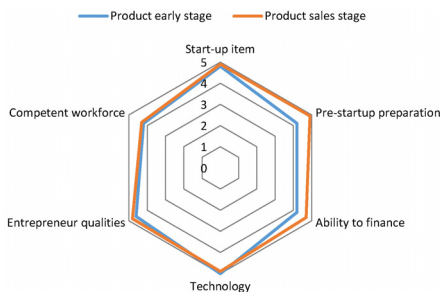 Product early stage Product sales stage
Start-up item
5
4
3
2
1
0
Competent workforce Pre-startup preparation
Entrepreneur qualities Ability to finance
Technology